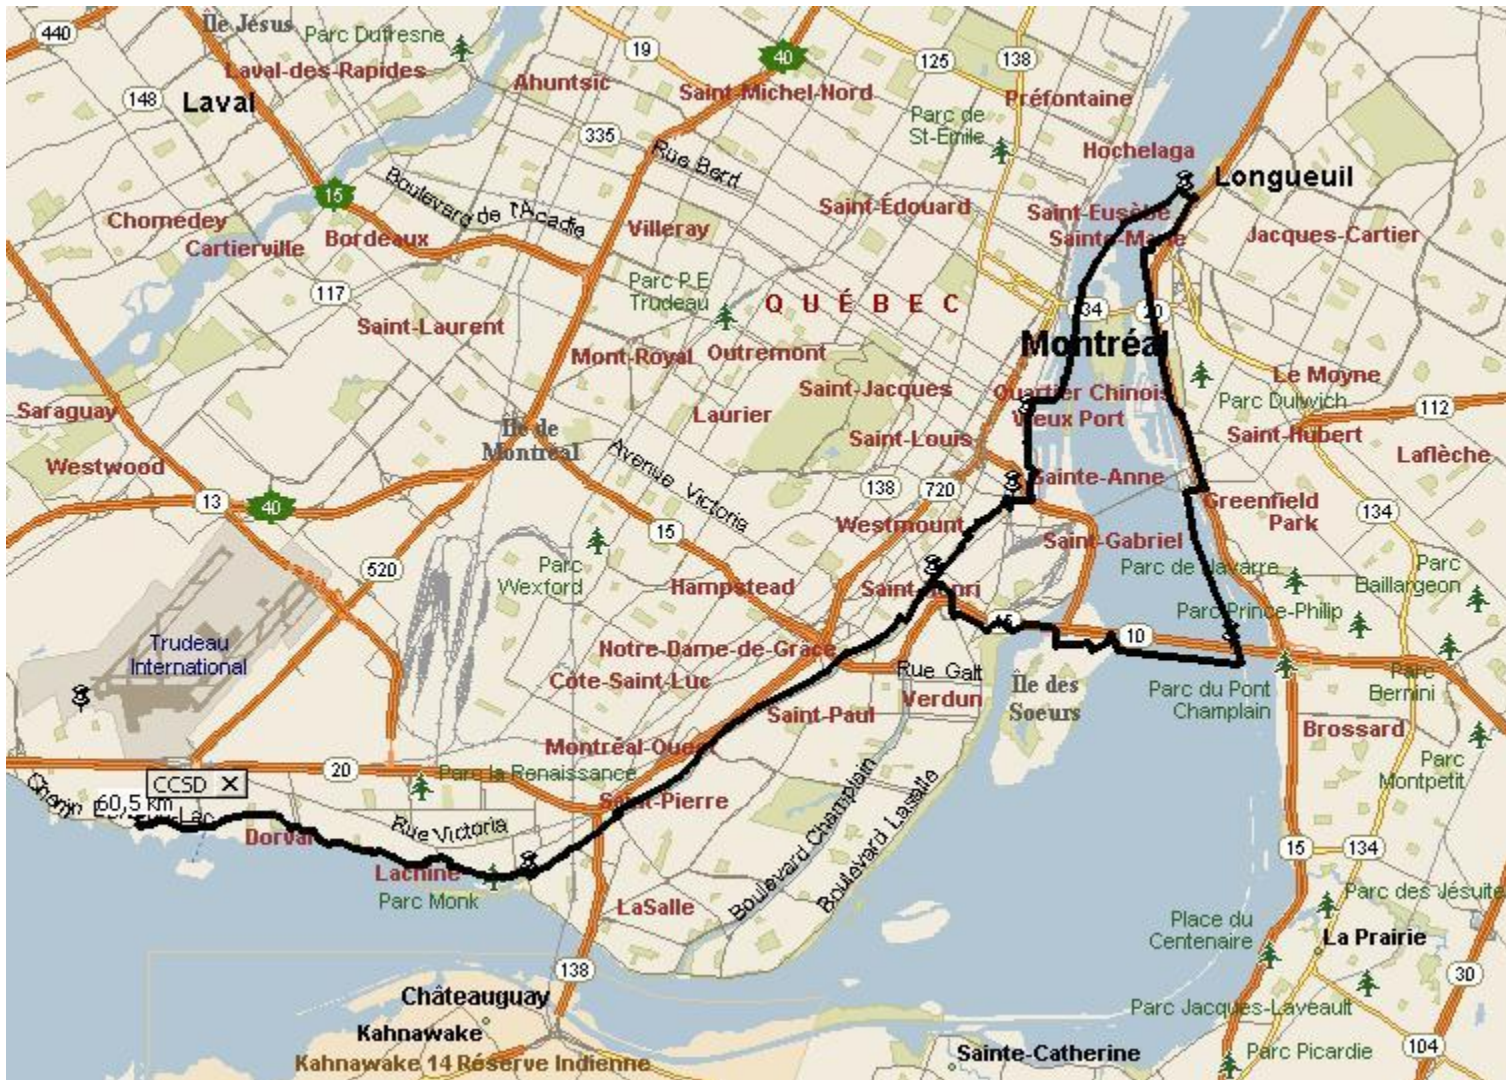 440
Île Jésus
Parc Dufresne
Laval-des-Rapides
148
Laval
Ahuntsic
19
40
Saint-Michel-Nord
125
138
Préfontaine
Parc de
St-Émile
Hochelaga
335
15
Boulevard de l'Acadie
Longueuil
Chomedey
Cartierville
Bordeaux
Villeray
Saint-Édouard
Saint-Eusèbe
Sainte-Marie
Jacques-Cartier
117
Parc P E
Trudeau
QUÉBEC
20
Saint-Laurent
Mont-Royal
Outremont
Montréal
Saint-Jacques
Quartier Chinois
Vieux Port
Le Moyne
Parc Dulwich
Saraguay
Île de
Montréal
Laurier
Saint-Louis
112
Saint-Hubert
Laflèche
Westwood
Avenue Victoria
Sainte-Anne
13
40
138
720
Greenfield
Park
134
15
Westmount
Saint-Gabriel
520
Parc
Wexford
Hampstead
Parc de Navarre
Parc
Baillargeon
Parc Prince-Philip
Trudeau
International
Notre-Dame-de-Grâce
10
Côte-Saint-Luc
Rue Galt
Verdun
Île des
Soeurs
Parc du Pont
Champlain
Parc
Bernini
Saint-Paul
Brossard
Montréal-Ouest
20
Parc la Renaissance
Parc
Montpetit
CCSD
60,5 km
Saint-Pierre
Rue Victoria
Dorval
Boulevard Champlain
Boulevard Lasalle
15
134
Lachine
Parc Monk
LaSalle
Parc des Jésuite
Place du
Centenaire
La Prairie
138
30
Châteauguay
Parc Jacques-Laveault
Kahnawake
Kahnawake 14 Réserve Indienne
Sainte-Catherine
Parc Picardie
104